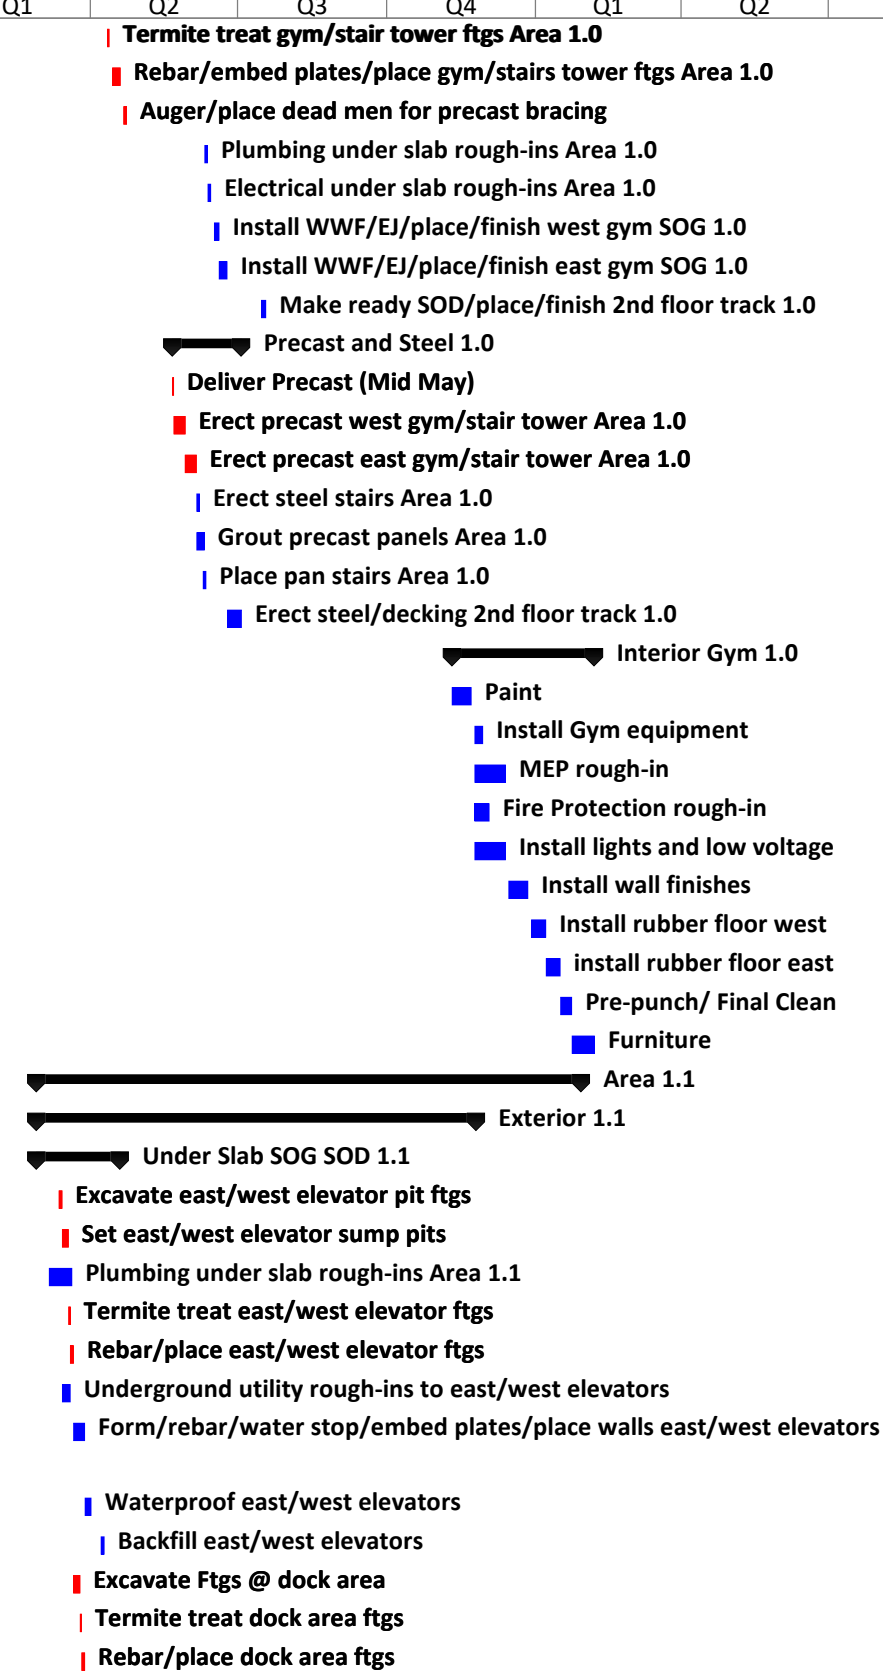 Q1 Q2 Q3 Q4 Q1 Q2
Termite treat gym/stair tower ftgs Area 1.0
Rebar/embed plates/place gym/stairs tower ftgs Area 1.0
Auger/place dead men for precast bracing
Plumbing under slab rough-ins Area 1.0
Electrical under slab rough-ins Area 1.0
Install WWF/EJ/place/finish west gym SOG 1.0
Install WWF/EJ/place/finish east gym SOG 1.0
Make ready SOD/place/finish 2nd floor track 1.0
Precast and Steel 1.0
Deliver Precast (Mid May)
Erect precast west gym/stair tower Area 1.0
Erect precast east gym/stair tower Area 1.0
Erect steel stairs Area 1.0
Grout precast panels Area 1.0
Place pan stairs Area 1.0
Erect steel/decking 2nd floor track 1.0
Interior Gym 1.0
Paint
Install Gym equipment
MEP rough-in
Fire Protection rough-in
Install lights and low voltage
Install wall finishes
Install rubber floor west
install rubber floor east
Pre-punch/ Final Clean
Furniture
Area 1.1
Exterior 1.1
Under Slab SOG SOD 1.1
Excavate east/west elevator pit ftgs
Set east/west elevator sump pits
Plumbing under slab rough-ins Area 1.1
Termite treat east/west elevator ftgs
Rebar/place east/west elevator ftgs
Underground utility rough-ins to east/west elevators
Form/rebar/water stop/embed plates/place walls east/west elevators
Waterproof east/west elevators
Backfill east/west elevators
Excavate Ftgs @ dock area
Termite treat dock area ftgs
Rebar/place dock area ftgs